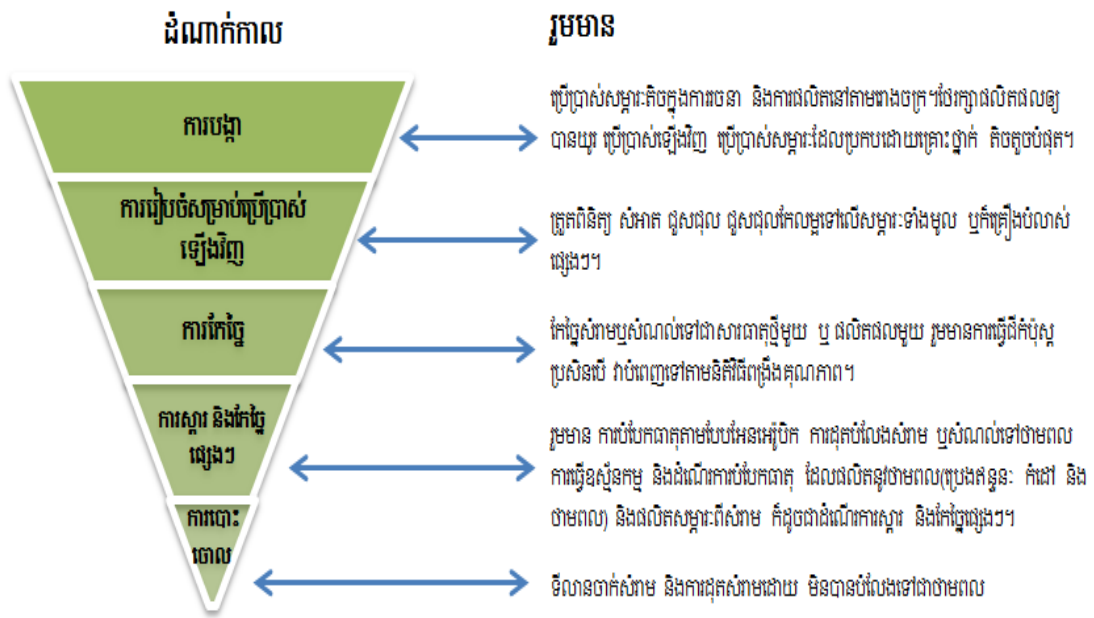 ដំណាក់កាល
រួមមាន
ការបង្ការ
ប្រើប្រាស់សម្ភារៈតិចក្នុងការរចនា និងការផលិតនៅតាមរោងចក្រ។ថែរក្សាផលិតផលឲ្យ
បានយូរ ប្រើប្រាស់ឡើងវិញ ប្រើប្រាស់សម្ភារៈដែលប្រកបដោយគ្រោះថ្នាក់ តិចតួចបំផុត។
ការរៀបចំសម្រាប់ប្រើប្រាស់
ឡើងវិញ
ត្រួតពិនិត្យ សំអាត ជួសជុល ជួសជុលកែលម្អទៅលើសម្ភារៈទាំងមូល ឬក៏គ្រឿងបំលាស់
ផ្សេងៗ។
ការកែច្នៃ
កែច្នៃសំរាមឬសំណល់ទៅជាសារធាតុថ្មីមួយ ឬ ផលិតផលមួយ រួមមានការធ្វើជីកំប៉ុស្ត
ប្រសិនបើ វាបំពេញទៅតាមនិតិវិធីពង្រឹងគុណភាព។
ការស្តារ និងកែច្នៃ
ផ្សេងៗ
រួមមាន ការបំបែកធាតុតាមបែបអែនអេរ៉ូប៊ិក ការដុតបំលែងសំរាម ឬសំណល់ទៅថាមពល
ការធ្វើឧស្ម័នកម្ម និងដំណើរការបំបែកធាតុ ដែលផលិតនូវថាមពល(ប្រេងឥន្ធនៈ កំដៅ និង
ថាមពល) និងផលិតសម្ភារៈពីសំរាម ក៏ដូចជាដំណើរការស្តារ និងកែច្នៃផ្សេងៗ។
ការបោះ
ចោល
ទីលានចាក់សំរាម និងការដុតសំរាមដោយ មិនបានបំលែងទៅជាថាមពល